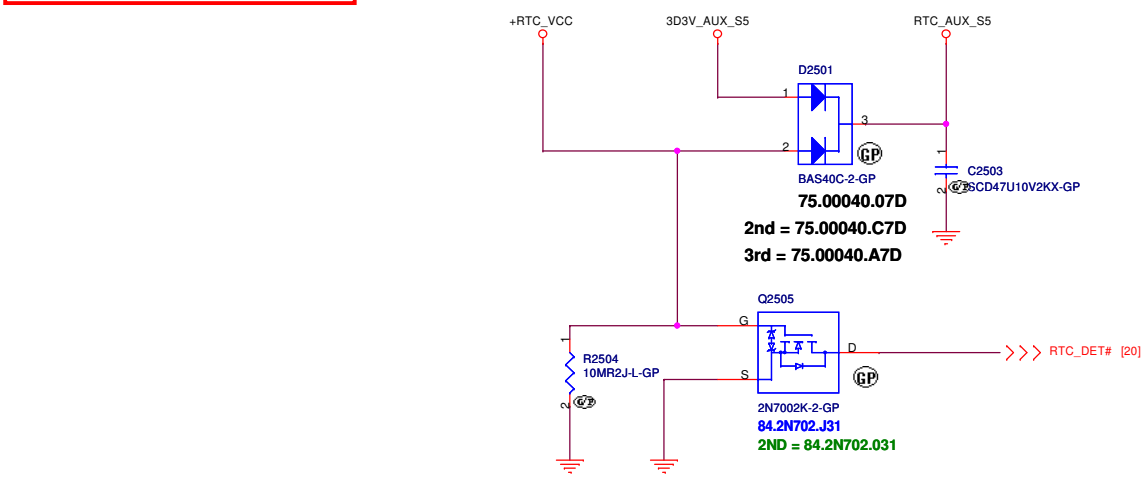 +RTC_VCC
3D3V_AUX_S5
RTC_AUX_S5
D2501
1
3
2
GP
BAS40C-2-GP
75.00040.07D
2nd = 75.00040.C7D
3rd = 75.00040.A7D
1
C2503
2
SCD47U10V2KX-GP
Q2505
G
D
S
GP
2N7002K-2-GP
84.2N702.J31
2ND = 84.2N702.031
RTC_DET# [20]
1
R2504
10MR2J-L-GP
2